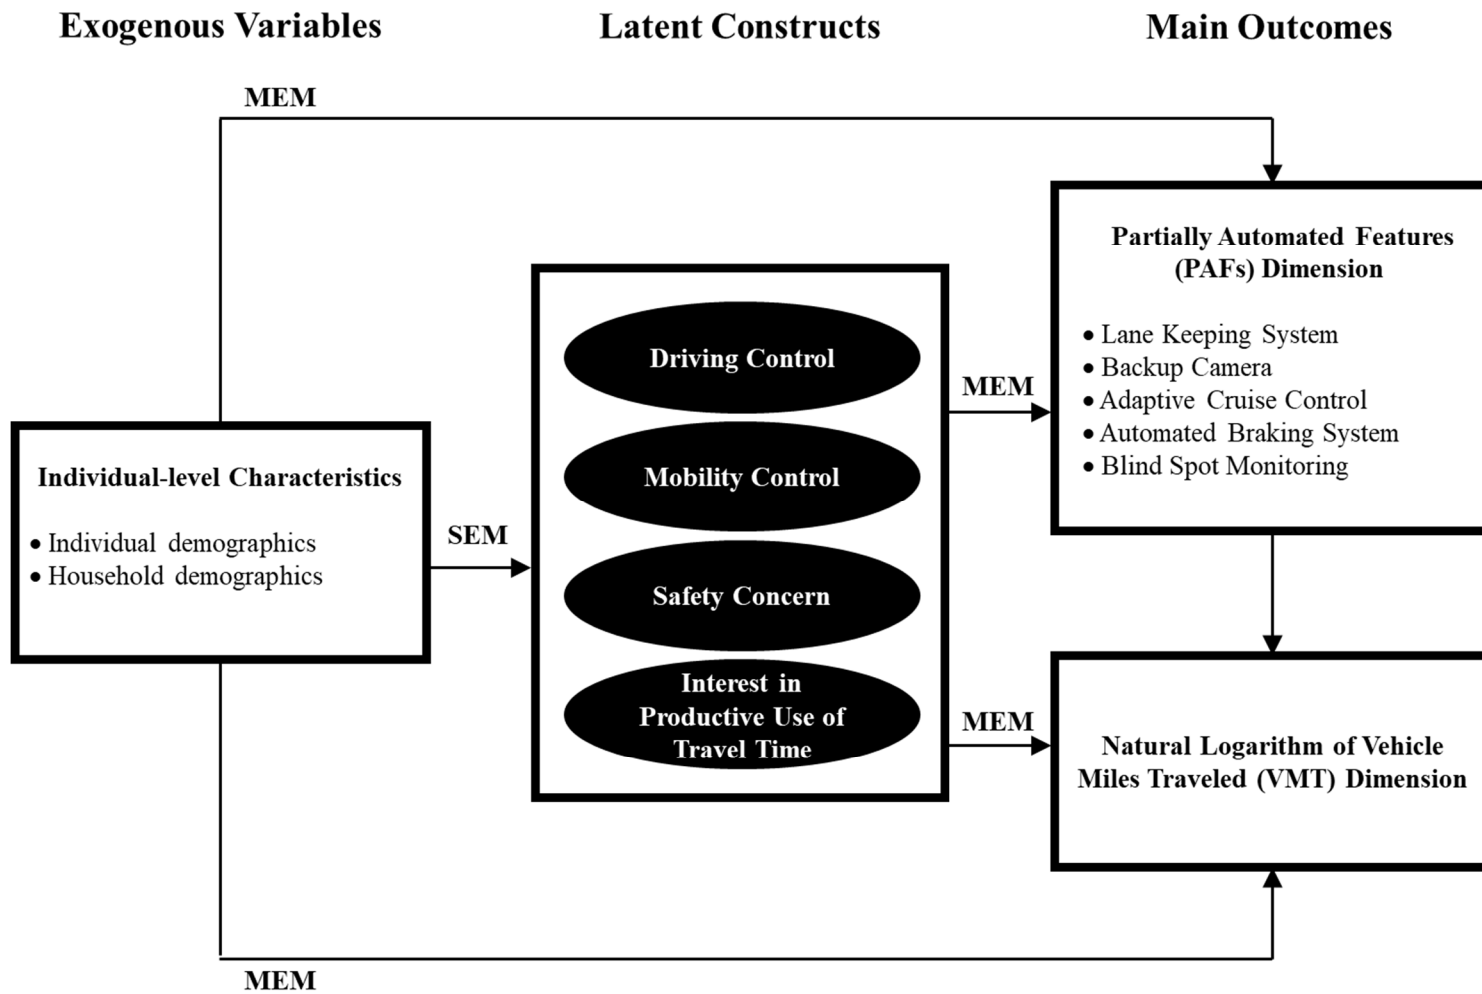 Exogenous Variables
Latent Constructs
Main Outcomes
MEM
Individual-level Characteristics
• Individual demographics
• Household demographics
SEM
Driving Control
Mobility Control
Safety Concern
Interest in
Productive Use of
Travel Time
MEM
MEM
Partially Automated Features
(PAFs) Dimension
• Lane Keeping System
• Backup Camera
• Adaptive Cruise Control
• Automated Braking System
• Blind Spot Monitoring
Natural Logarithm of Vehicle
Miles Traveled (VMT) Dimension
MEM